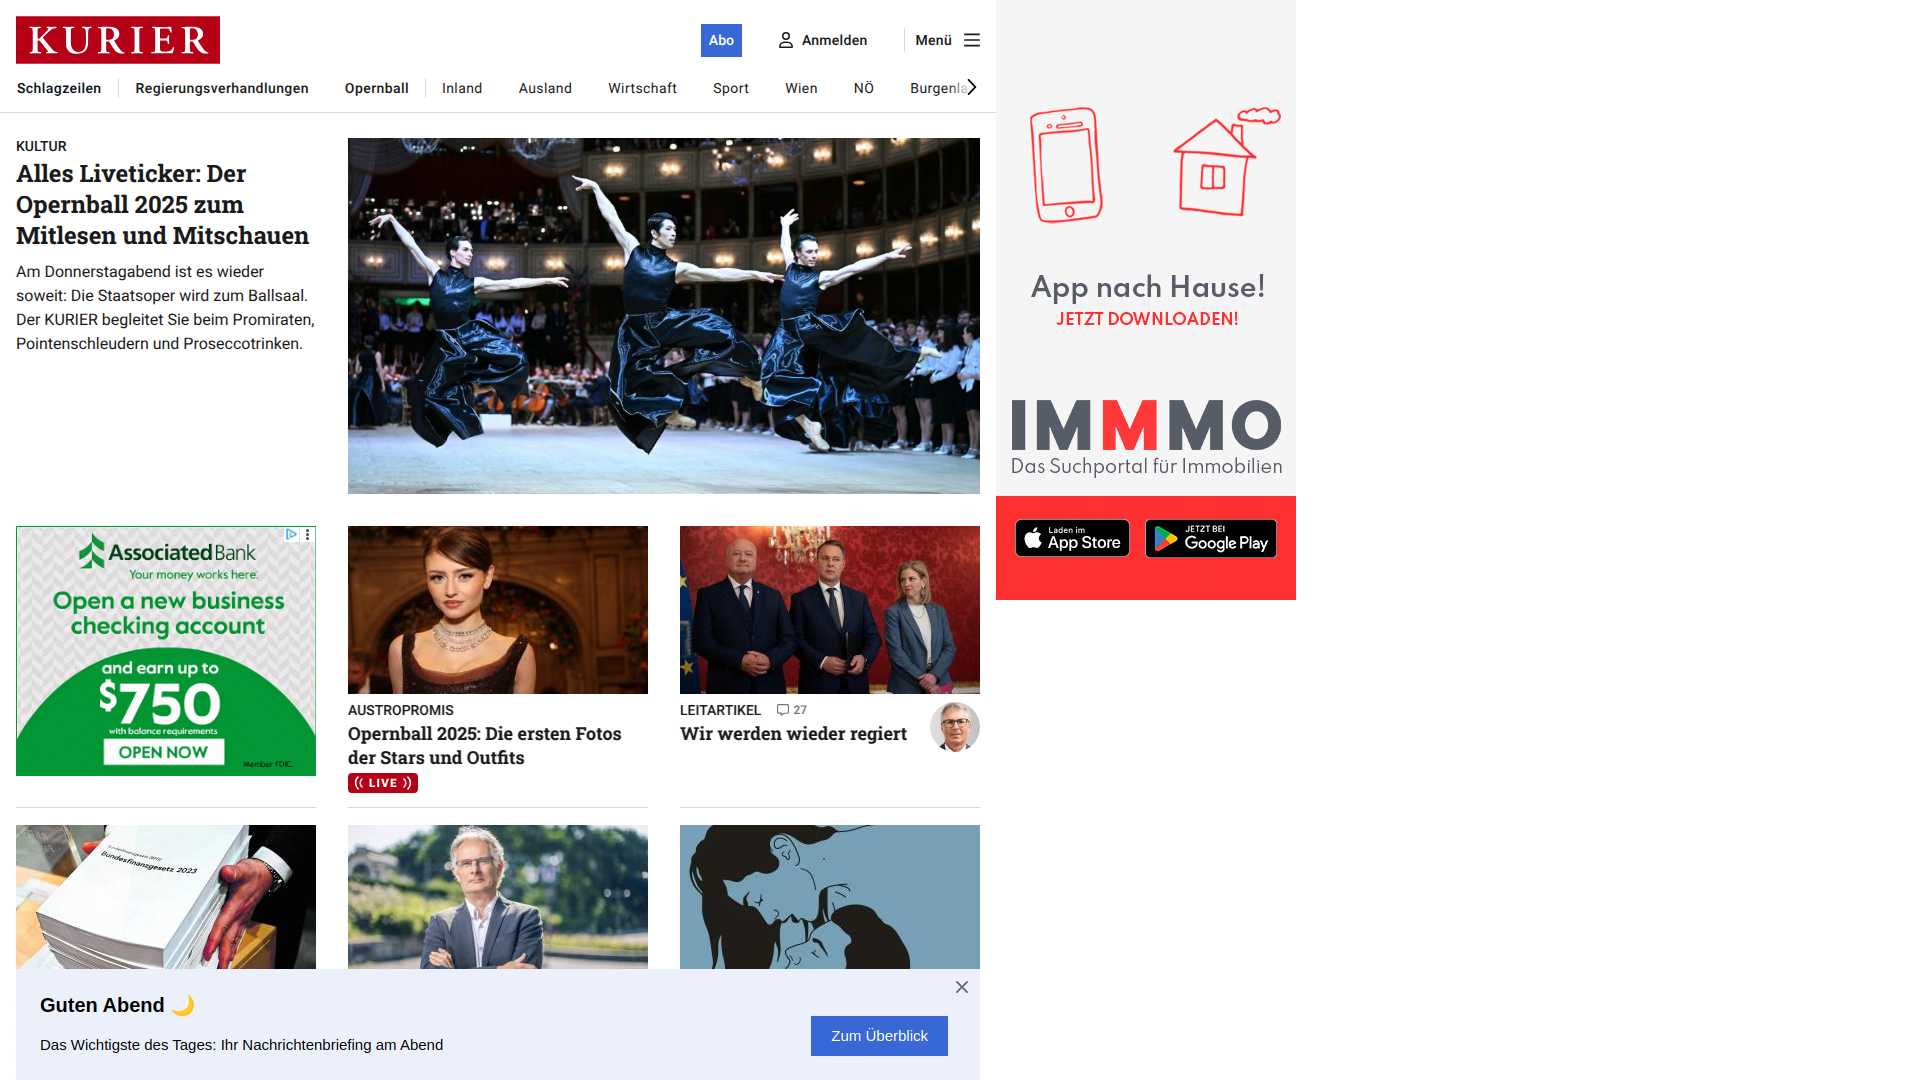 KURIER
Abo
Anmelden
Menü
Schlagzeilen
Regierungsverhandlungen
Opernball
Inland
Ausland
Wirtschaft
Sport
Wien
NÖ
Burgenla
KULTUR
Alles Liveticker: Der
Opernball 2025 zum
Mitlesen und Mitschauen
Am Donnerstagabend ist es wieder
soweit: Die Staatsoper wird zum Ballsaal.
Der KURIER begleitet Sie beim Promiraten,
Pointenschleudern und Proseccotrinken.
App nach Hause!
JETZT DOWNLOADEN!
IMMMO
Das Suchportal für Immobilien
Laden im
App Store
JETZT BEI
Google Play
Associated Bank
Your money works here.
Open a new business
checking account
and earn up to
$750
with balance requirements
OPEN NOW
Member FDIC.
AUSTROPROMIS
Opernball 2025: Die ersten Fotos
der Stars und Outfits
LIVE
LEITARTIKEL
27
Wir werden wieder regiert
Bundesfinanzgesetz 2023
Guten Abend
Das Wichtigste des Tages: Ihr Nachrichtenbriefing am Abend
Zum Überblick